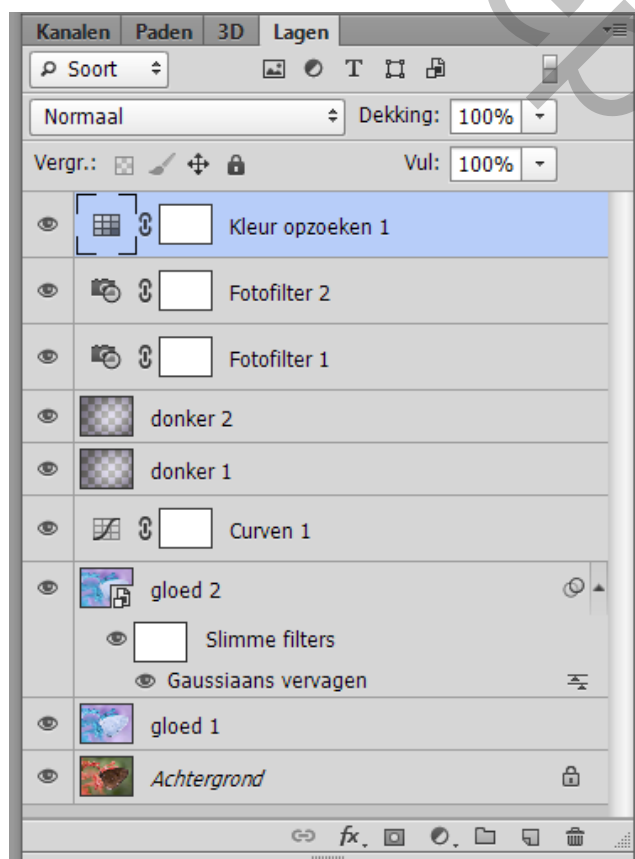 Kanalen Paden 3D Lagen
Soort T
Normaal Dekking: 100%
Vergr.: Vul: 100%
Kleur opzoeken 1
Fotofilter 2
Fotofilter 1
donker 2
donker 1
Curven 1
gloed 2
Slimme filters
Gaussiaans vervagen
gloed 1
Achtergrond
fx